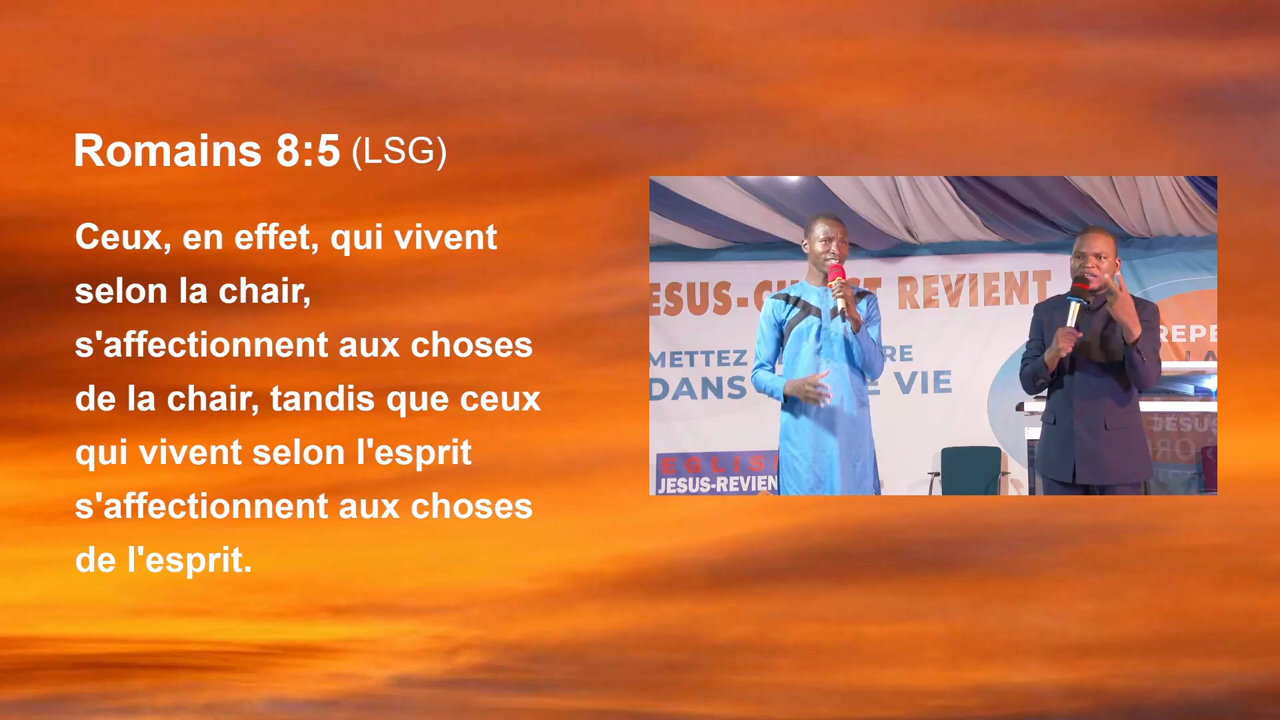 Romains 8:5 (LSG)
Ceux, en effet, qui vivent
selon la chair,
s'affectionnent aux choses
de la chair, tandis que ceux
qui vivent selon l'esprit
s'affectionnent aux choses
de l'esprit.
REVIENT
METTEZ
DANS VIE
JESUS-REVIEN